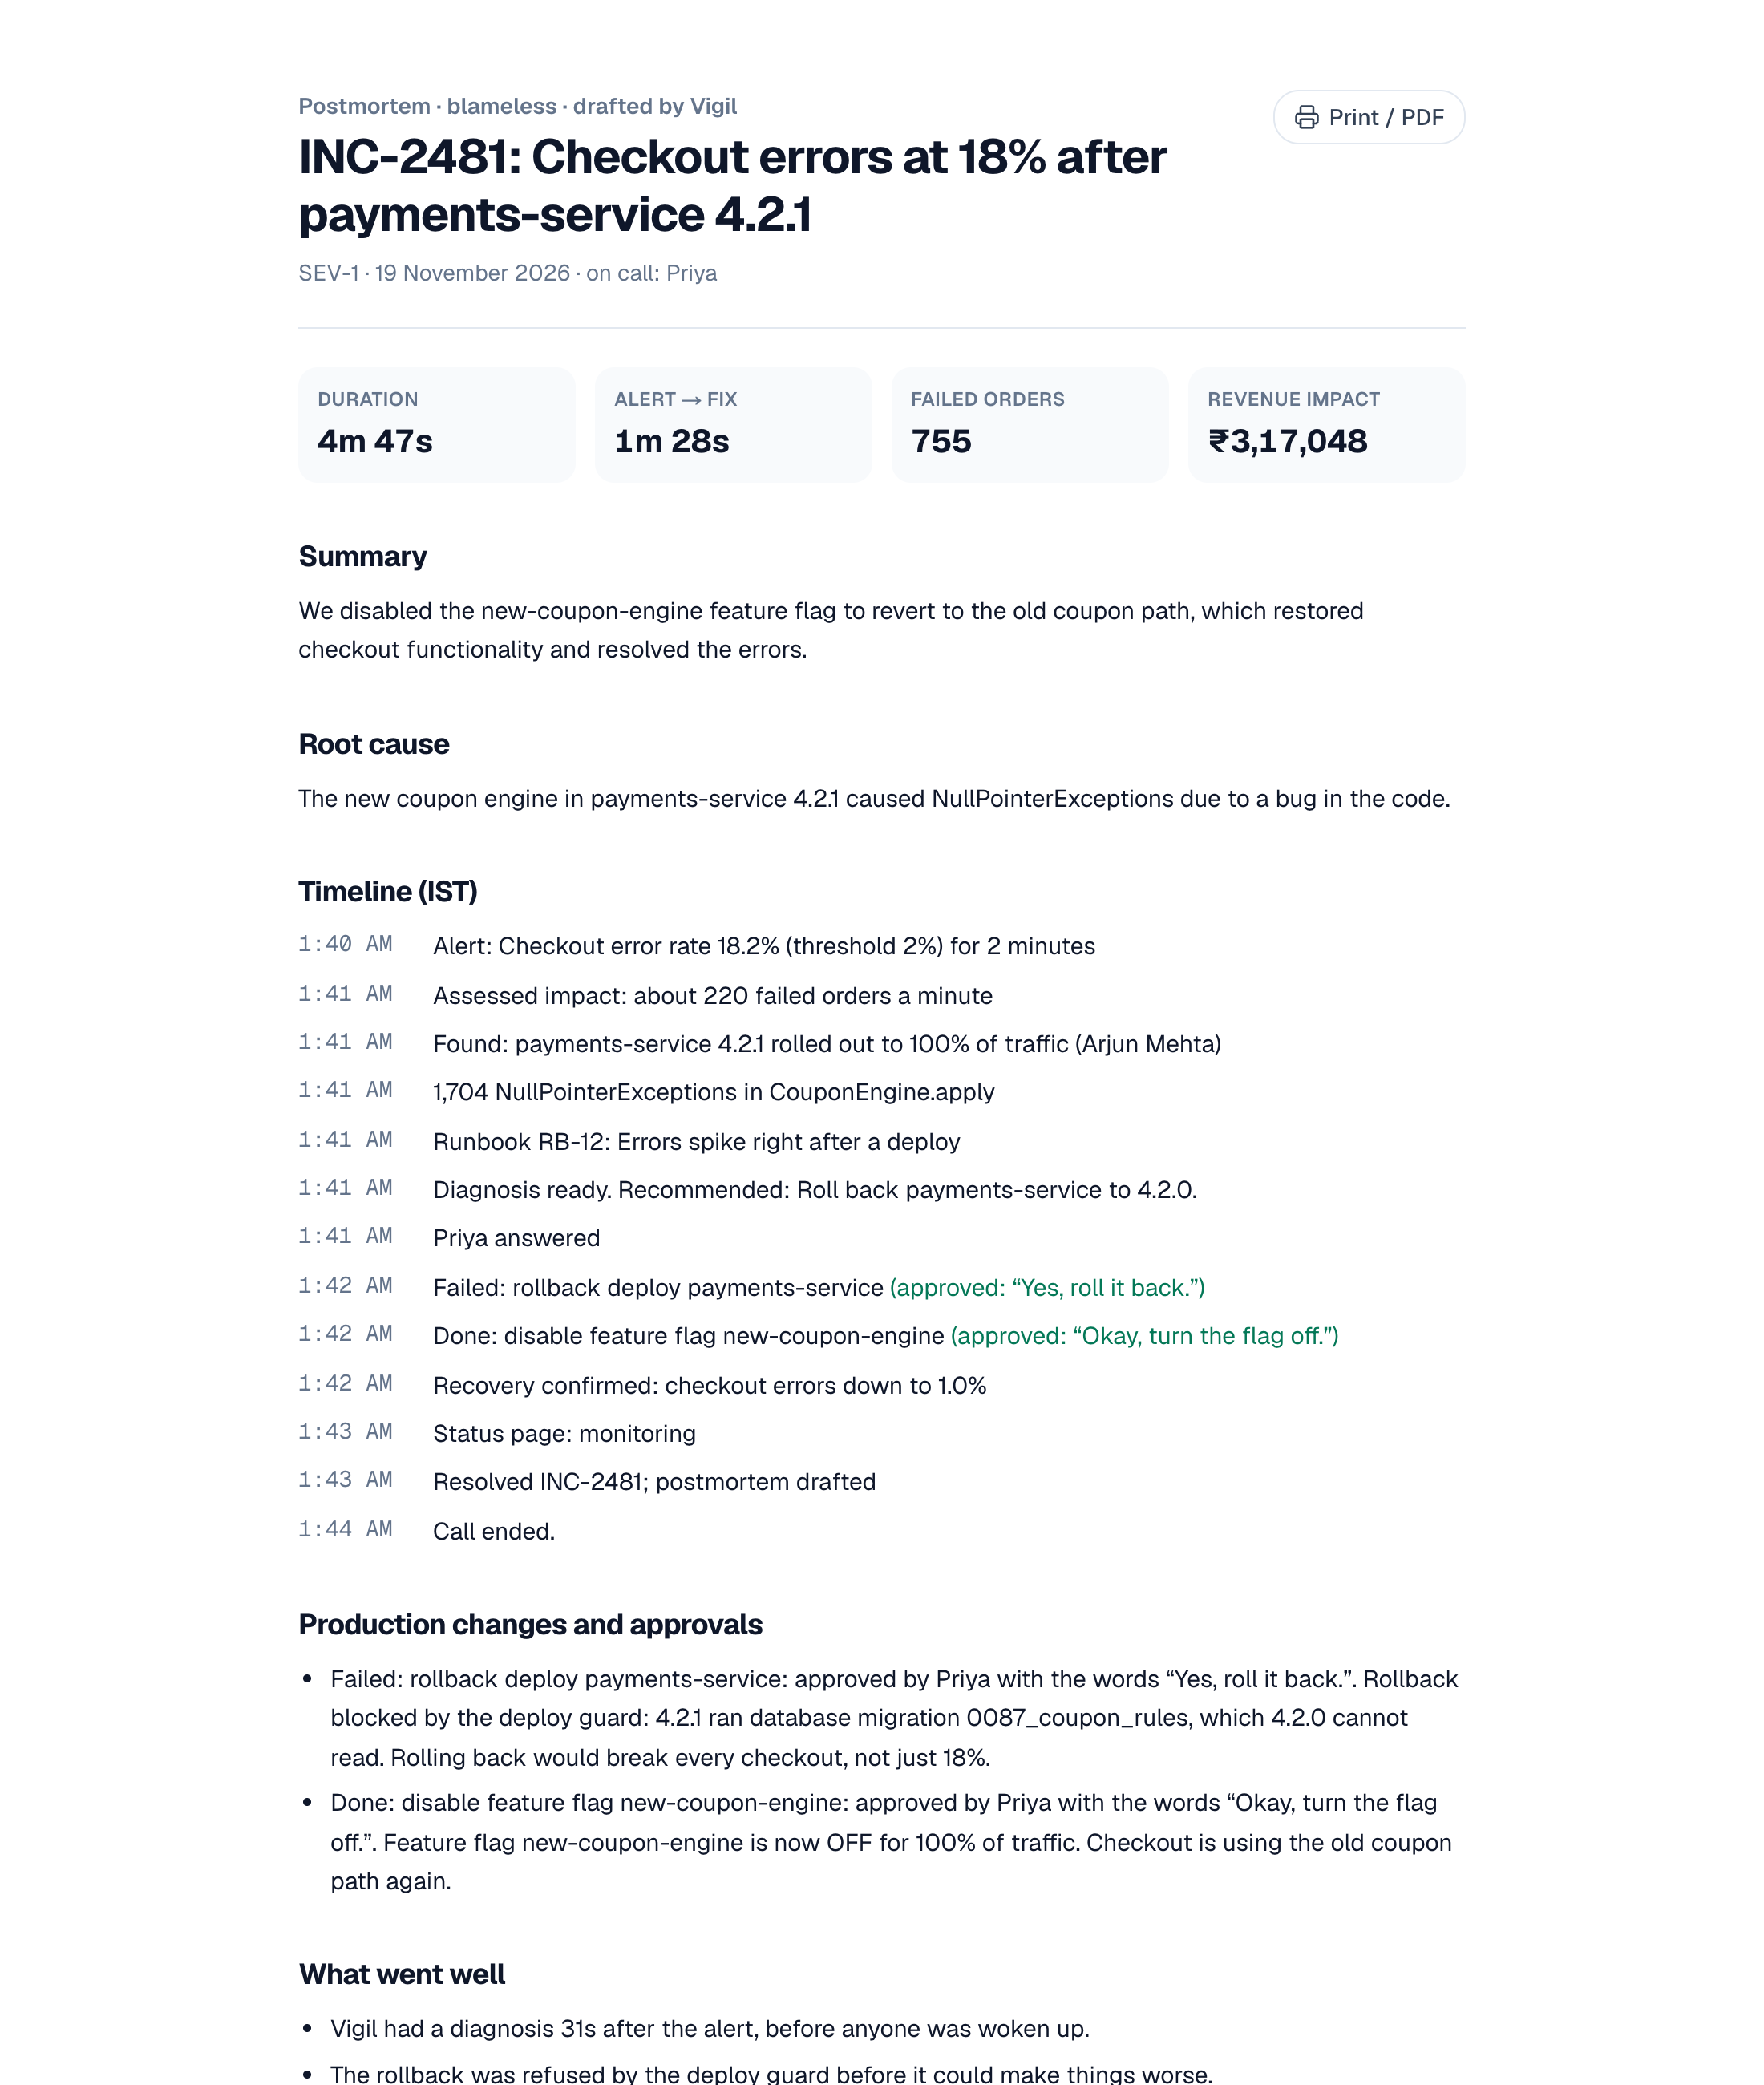 Postmortem · blameless · drafted by Vigil
Print / PDF
INC-2481: Checkout errors at 18% after
payments-service 4.2.1
SEV-1 · 19 November 2026 · on call: Priya
DURATION
4m 47s
ALERT → FIX
1m 28s
FAILED ORDERS
755
REVENUE IMPACT
₹3,17,048
Summary
We disabled the new-coupon-engine feature flag to revert to the old coupon path, which restored
checkout functionality and resolved the errors.
Root cause
The new coupon engine in payments-service 4.2.1 caused NullPointerExceptions due to a bug in the code.
Timeline (IST)
1:40 AM Alert: Checkout error rate 18.2% (threshold 2%) for 2 minutes
1:41 AM Assessed impact: about 220 failed orders a minute
1:41 AM Found: payments-service 4.2.1 rolled out to 100% of traffic (Arjun Mehta)
1:41 AM 1,704 NullPointerExceptions in CouponEngine.apply
1:41 AM Runbook RB-12: Errors spike right after a deploy
1:41 AM Diagnosis ready. Recommended: Roll back payments-service to 4.2.0.
1:41 AM Priya answered
1:42 AM Failed: rollback deploy payments-service (approved: “Yes, roll it back.”)
1:42 AM Done: disable feature flag new-coupon-engine (approved: “Okay, turn the flag off.”)
1:42 AM Recovery confirmed: checkout errors down to 1.0%
1:43 AM Status page: monitoring
1:43 AM Resolved INC-2481; postmortem drafted
1:44 AM Call ended.
Production changes and approvals
• Failed: rollback deploy payments-service: approved by Priya with the words “Yes, roll it back.”. Rollback
blocked by the deploy guard: 4.2.1 ran database migration 0087_coupon_rules, which 4.2.0 cannot
read. Rolling back would break every checkout, not just 18%.
• Done: disable feature flag new-coupon-engine: approved by Priya with the words “Okay, turn the flag
off.”. Feature flag new-coupon-engine is now OFF for 100% of traffic. Checkout is using the old coupon
path again.
What went well
• Vigil had a diagnosis 31s after the alert, before anyone was woken up.
• The rollback was refused by the deploy guard before it could make things worse.